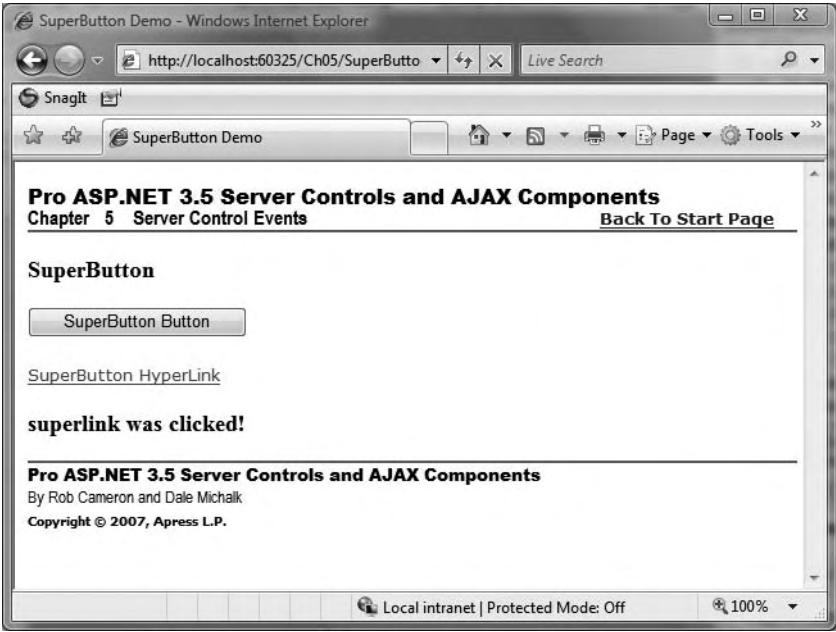 SuperButton Demo - Windows Internet Explorer
http://localhost:60325/Ch05/SuperButto
Live Search
SnagIt
SuperButton Demo
Page
Tools
Pro ASP.NET 3.5 Server Controls and AJAX Components
Chapter 5 Server Control Events
Back To Start Page
SuperButton
SuperButton Button
SuperButton HyperLink
superlink was clicked!
Pro ASP.NET 3.5 Server Controls and AJAX Components
By Rob Cameron and Dale Michalk
Copyright © 2007, Apress L.P.
Local intranet | Protected Mode: Off
100%